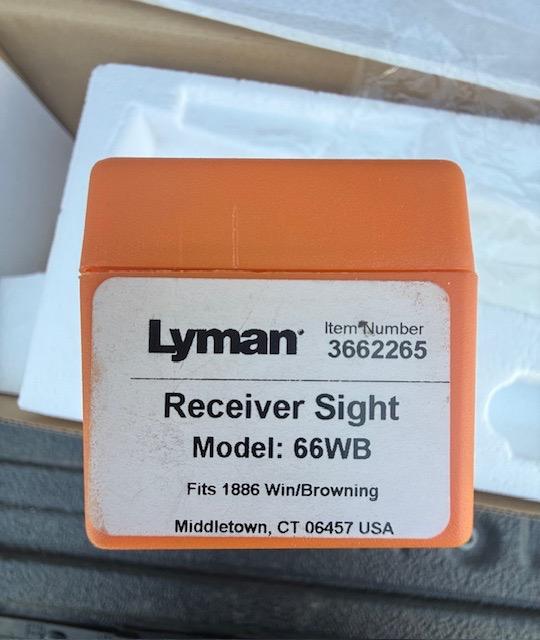 Lyman®
Item Number
3662265
Receiver Sight
Model: 66WB
Fits 1886 Win/Browning
Middletown, CT 06457 USA